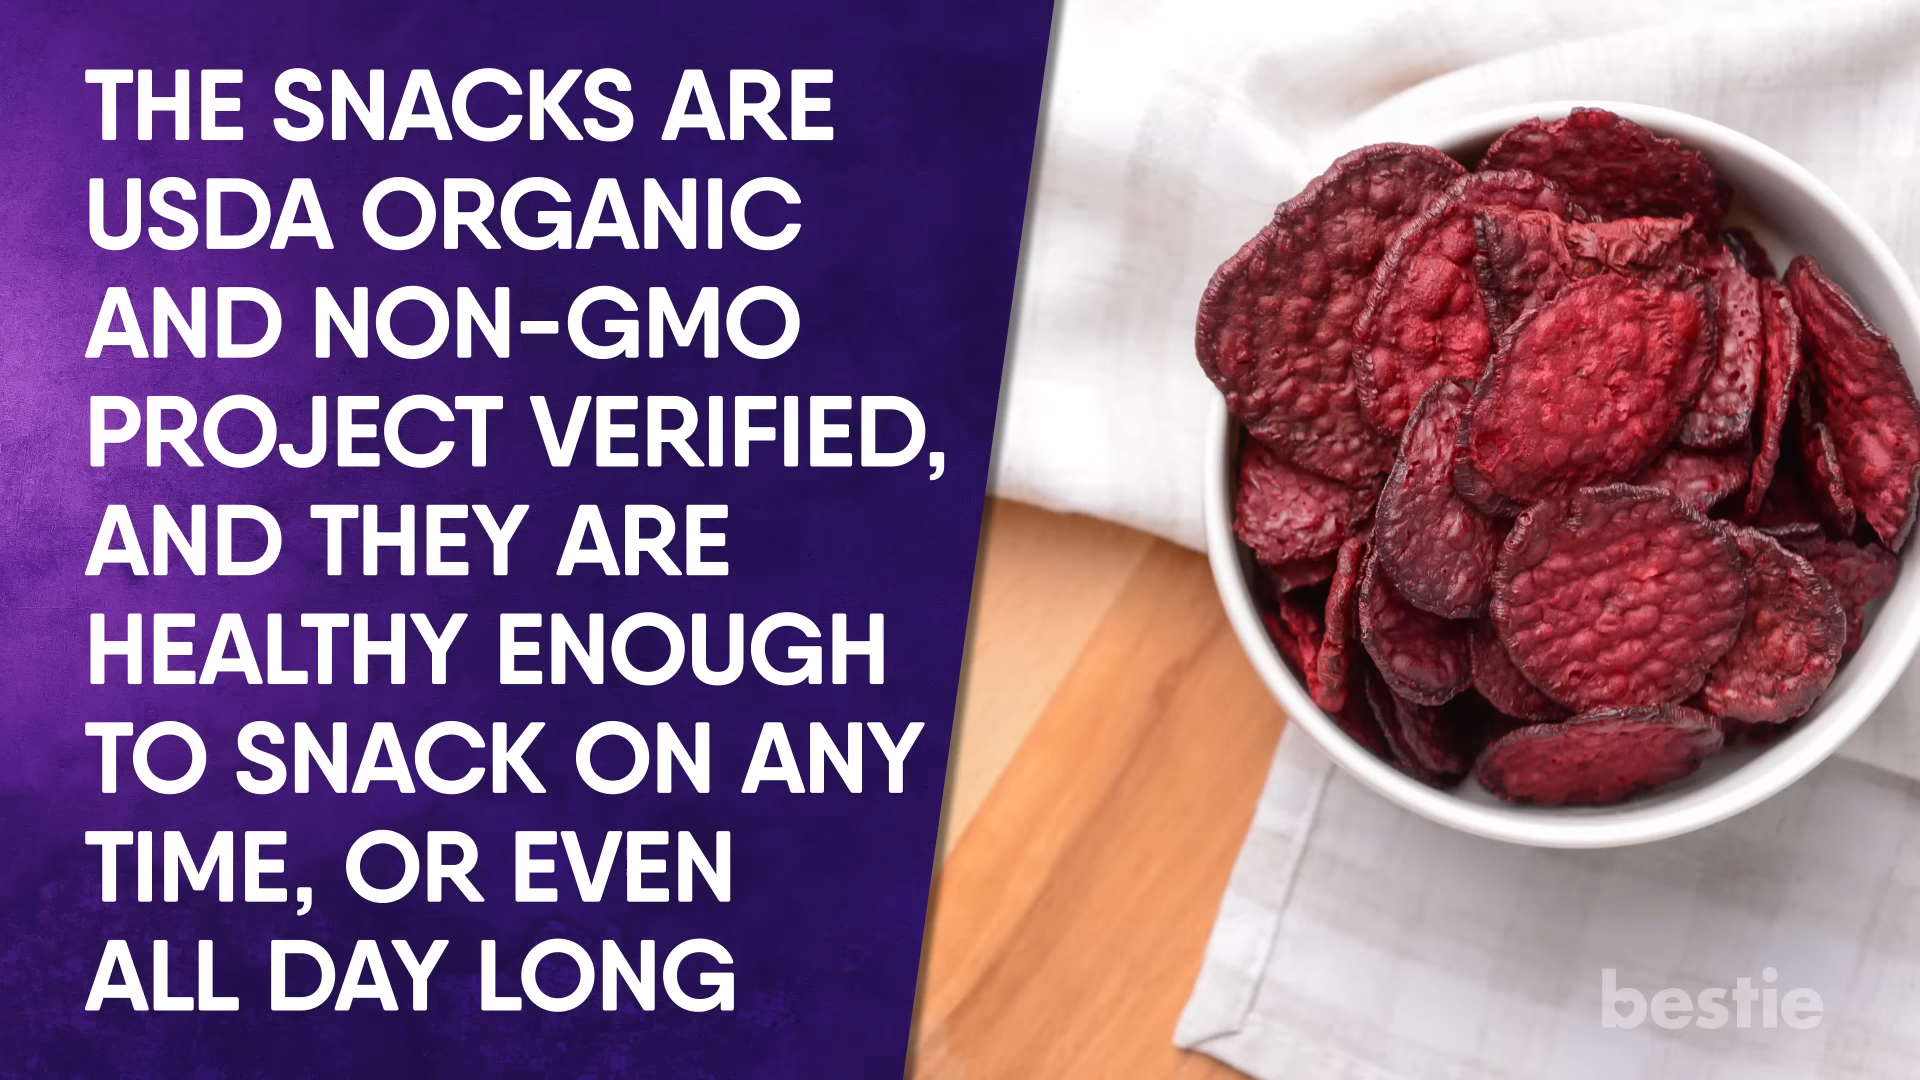 THE SNACKS ARE
USDA ORGANIC
AND NON-GMO
PROJECT VERIFIED,
AND THEY ARE
HEALTHY ENOUGH
TO SNACK ON ANY
TIME, OR EVEN
ALL DAY LONG
bestie